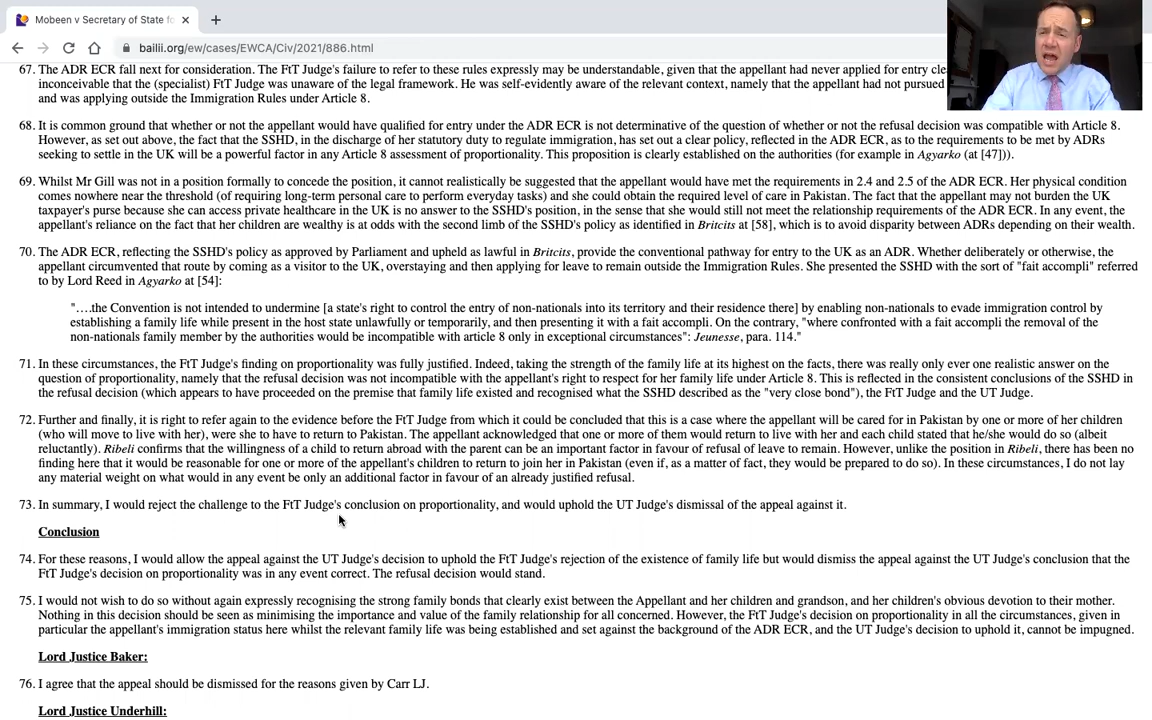 Mobeen v Secretary of State fo
bailii.org/ew/cases/EWCA/Civ/2021/886.html
67. The ADR ECR fall next for consideration. The FtT Judge's failure to refer to these rules expressly may be understandable, given that the appellant had never applied for entry cle
inconceivable that the (specialist) FtT Judge was unaware of the legal framework. He was self-evidently aware of the relevant context, namely that the appellant had not pursued
and was applying outside the Immigration Rules under Article 8.
68. It is common ground that whether or not the appellant would have qualified for entry under the ADR ECR is not determinative of the question of whether or not the refusal decision was compatible with Article 8.
However, as set out above, the fact that the SSHD, in the discharge of her statutory duty to regulate immigration, has set out a clear policy, reflected in the ADR ECR, as to the requirements to be met by ADRs
seeking to settle in the UK will be a powerful factor in any Article 8 assessment of proportionality. This proposition is clearly established on the authorities (for example in Agyarko (at [47])).
69. Whilst Mr Gill was not in a position formally to concede the position, it cannot realistically be suggested that the appellant would have met the requirements in 2.4 and 2.5 of the ADR ECR. Her physical condition
comes nowhere near the threshold (of requiring long-term personal care to perform everyday tasks) and she could obtain the required level of care in Pakistan. The fact that the appellant may not burden the UK
taxpayer's purse because she can access private healthcare in the UK is no answer to the SSHD's position, in the sense that she would still not meet the relationship requirements of the ADR ECR. In any event, the
appellant's reliance on the fact that her children are wealthy is at odds with the second limb of the SSHD's policy as identified in Britcits at [58], which is to avoid disparity between ADRs depending on their wealth.
70. The ADR ECR, reflecting the SSHD's policy as approved by Parliament and upheld as lawful in Britcits, provide the conventional pathway for entry to the UK as an ADR. Whether deliberately or otherwise, the
appellant circumvented that route by coming as a visitor to the UK, overstaying and then applying for leave to remain outside the Immigration Rules. She presented the SSHD with the sort of "fait accompli" referred
to by Lord Reed in Agyarko at [54]:
"….the Convention is not intended to undermine [a state's right to control the entry of non-nationals into its territory and their residence there] by enabling non-nationals to evade immigration control by
establishing a family life while present in the host state unlawfully or temporarily, and then presenting it with a fait accompli. On the contrary, "where confronted with a fait accompli the removal of the
non-nationals family member by the authorities would be incompatible with article 8 only in exceptional circumstances": Jeunesse, para. 114."
71. In these circumstances, the FtT Judge's finding on proportionality was fully justified. Indeed, taking the strength of the family life at its highest on the facts, there was really only ever one realistic answer on the
question of proportionality, namely that the refusal decision was not incompatible with the appellant's right to respect for her family life under Article 8. This is reflected in the consistent conclusions of the SSHD in
the refusal decision (which appears to have proceeded on the premise that family life existed and recognised what the SSHD described as the "very close bond"), the FtT Judge and the UT Judge.
72. Further and finally, it is right to refer again to the evidence before the FtT Judge from which it could be concluded that this is a case where the appellant will be cared for in Pakistan by one or more of her children
(who will move to live with her), were she to have to return to Pakistan. The appellant acknowledged that one or more of them would return to live with her and each child stated that he/she would do so (albeit
reluctantly). Ribeli confirms that the willingness of a child to return abroad with the parent can be an important factor in favour of refusal of leave to remain. However, unlike the position in Ribeli, there has been no
finding here that it would be reasonable for one or more of the appellant's children to return to join her in Pakistan (even if, as a matter of fact, they would be prepared to do so). In these circumstances, I do not lay
any material weight on what would in any event be only an additional factor in favour of an already justified refusal.
73. In summary, I would reject the challenge to the FtT Judge's conclusion on proportionality, and would uphold the UT Judge's dismissal of the appeal against it.
Conclusion
74. For these reasons, I would allow the appeal against the UT Judge's decision to uphold the FtT Judge's rejection of the existence of family life but would dismiss the appeal against the UT Judge's conclusion that the
FtT Judge's decision on proportionality was in any event correct. The refusal decision would stand.
75. I would not wish to do so without again expressly recognising the strong family bonds that clearly exist between the Appellant and her children and grandson, and her children's obvious devotion to their mother.
Nothing in this decision should be seen as minimising the importance and value of the family relationship for all concerned. However, the FtT Judge's decision on proportionality in all the circumstances, given in
particular the appellant's immigration status here whilst the relevant family life was being established and set against the background of the ADR ECR, and the UT Judge's decision to uphold it, cannot be impugned.
Lord Justice Baker:
76. I agree that the appeal should be dismissed for the reasons given by Carr LJ.
Lord Justice Underhill: